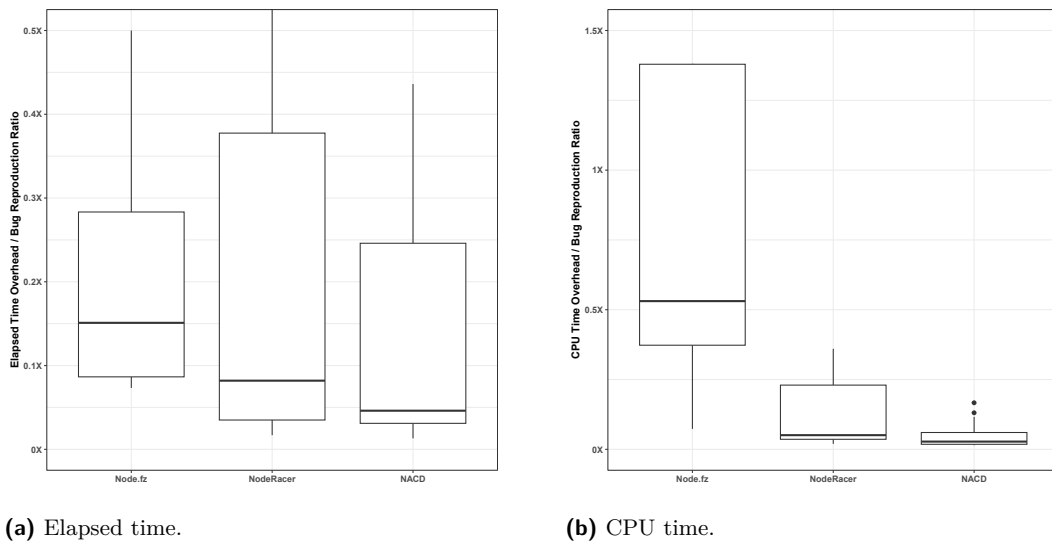 Elapsed Time Overhead / Bug Reproduction Ratio
0.5X
0.4X
0.3X
0.2X
0.1X
0X
Node.fz NodeRacer NACD
(a) Elapsed time.
CPU Time Overhead / Bug Reproduction Ratio
1.5X
1X
0.5X
0X
Node.fz NodeRacer NACD
(b) CPU time.